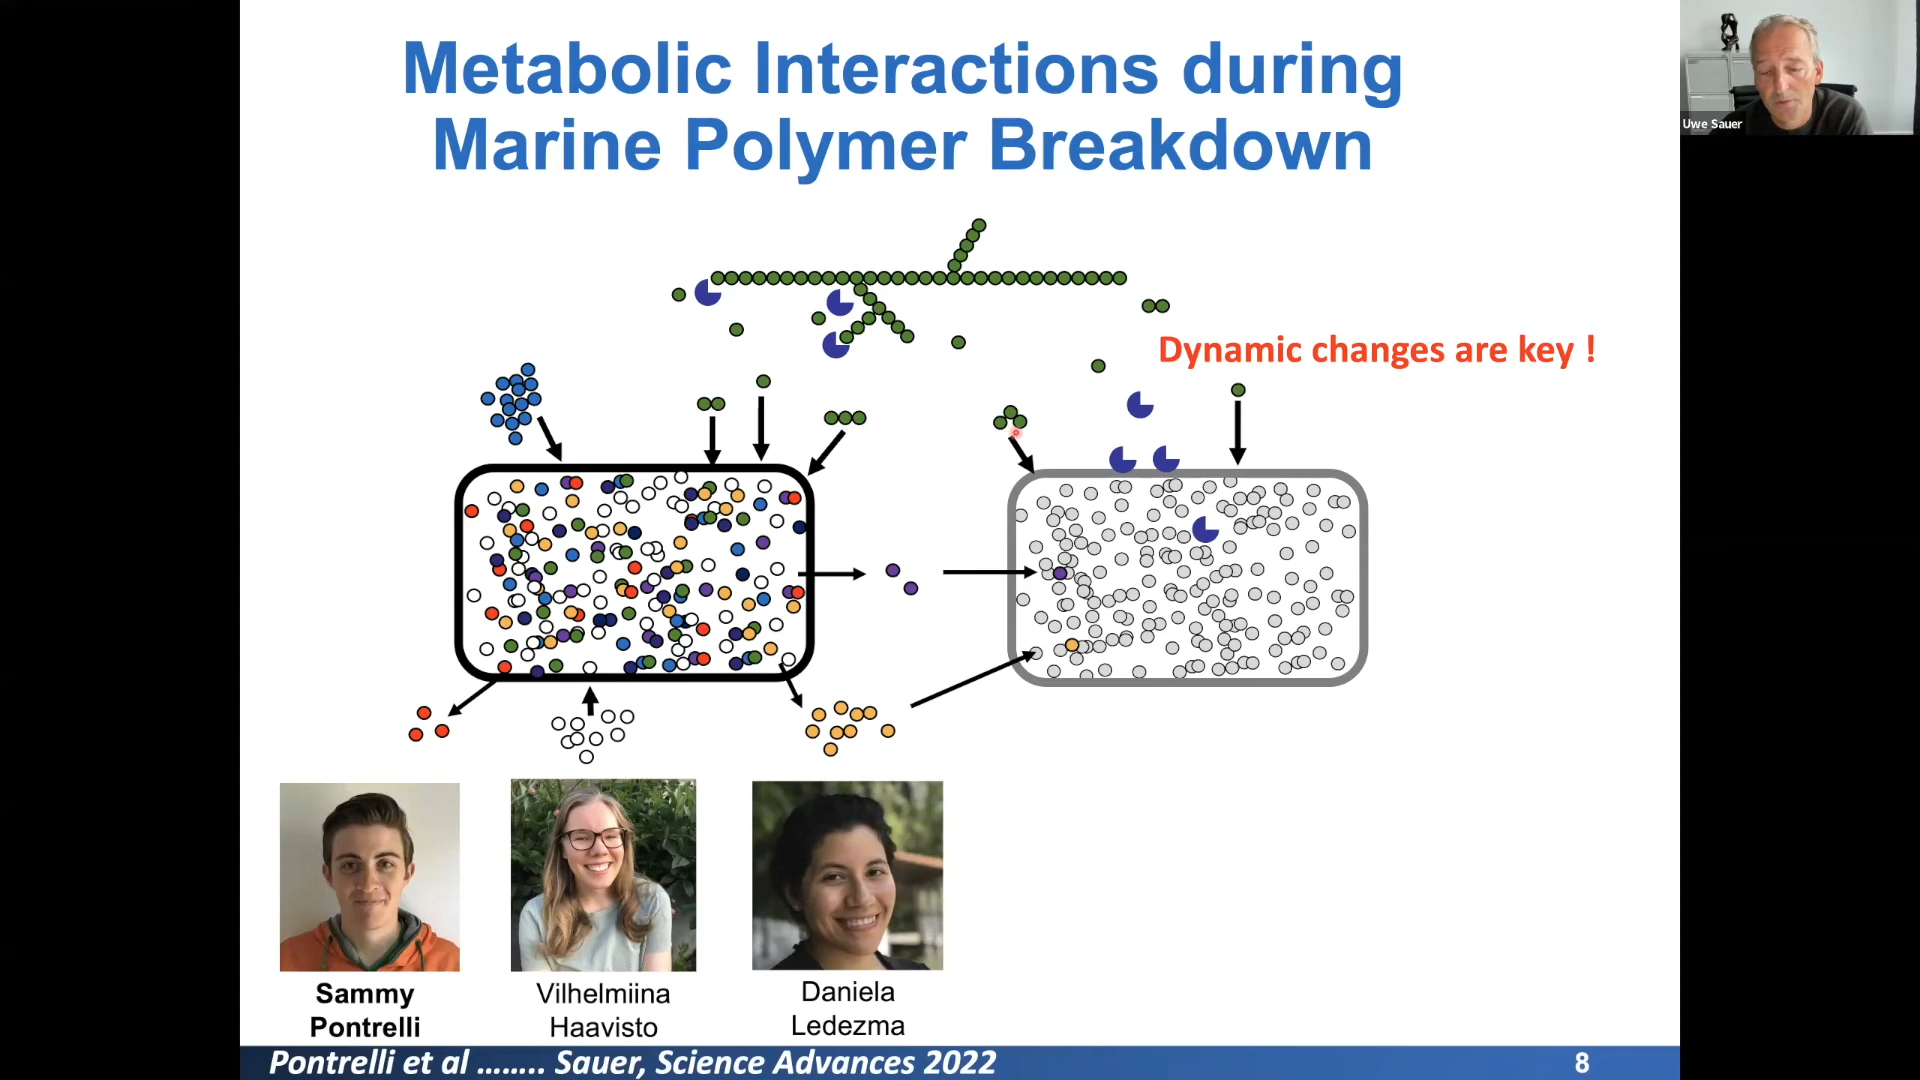 Metabolic Interactions during
Marine Polymer Breakdown
Uwe Sauer
Dynamic changes are key !
Sammy
Pontrelli
Vilhelmiina
Haavisto
Daniela
Ledezma
Pontrelli et al …….. Sauer, Science Advances 2022
8